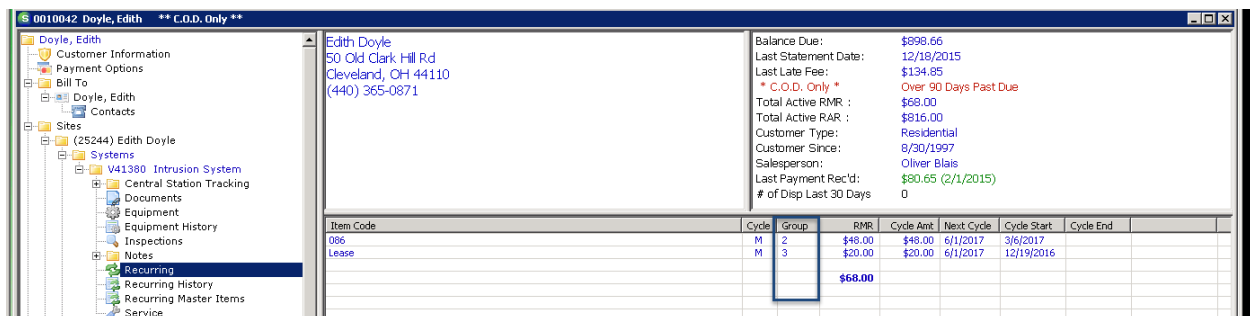 0010042 Doyle, Edith ** C.O.D. Only **
Doyle, Edith
Customer Information
Payment Options
Bill To
Doyle, Edith
Contacts
Sites
(25244) Edith Doyle
Systems
V41380 Intrusion System
Central Station Tracking
Documents
Equipment
Equipment History
Inspections
Notes
Recurring
Recurring History
Recurring Master Items
Service
Edith Doyle
50 Old Clark Hill Rd
Cleveland, OH 44110
(440) 365-0871
Balance Due: $898.66
Last Statement Date: 12/18/2015
Last Late Fee: $134.85
* C.O.D. Only * Over 90 Days Past Due
Total Active RMR : $68.00
Total Active RAR : $816.00
Customer Type: Residential
Customer Since: 8/30/1997
Salesperson: Oliver Blais
Last Payment Rec'd: $80.65 (2/1/2015)
# of Disp Last 30 Days 0
Item Code Cycle Group RMR Cycle Amt Next Cycle Cycle Start Cycle End
086 M 2 $48.00 $48.00 6/1/2017 3/6/2017
Lease M 3 $20.00 $20.00 6/1/2017 12/19/2016
$68.00